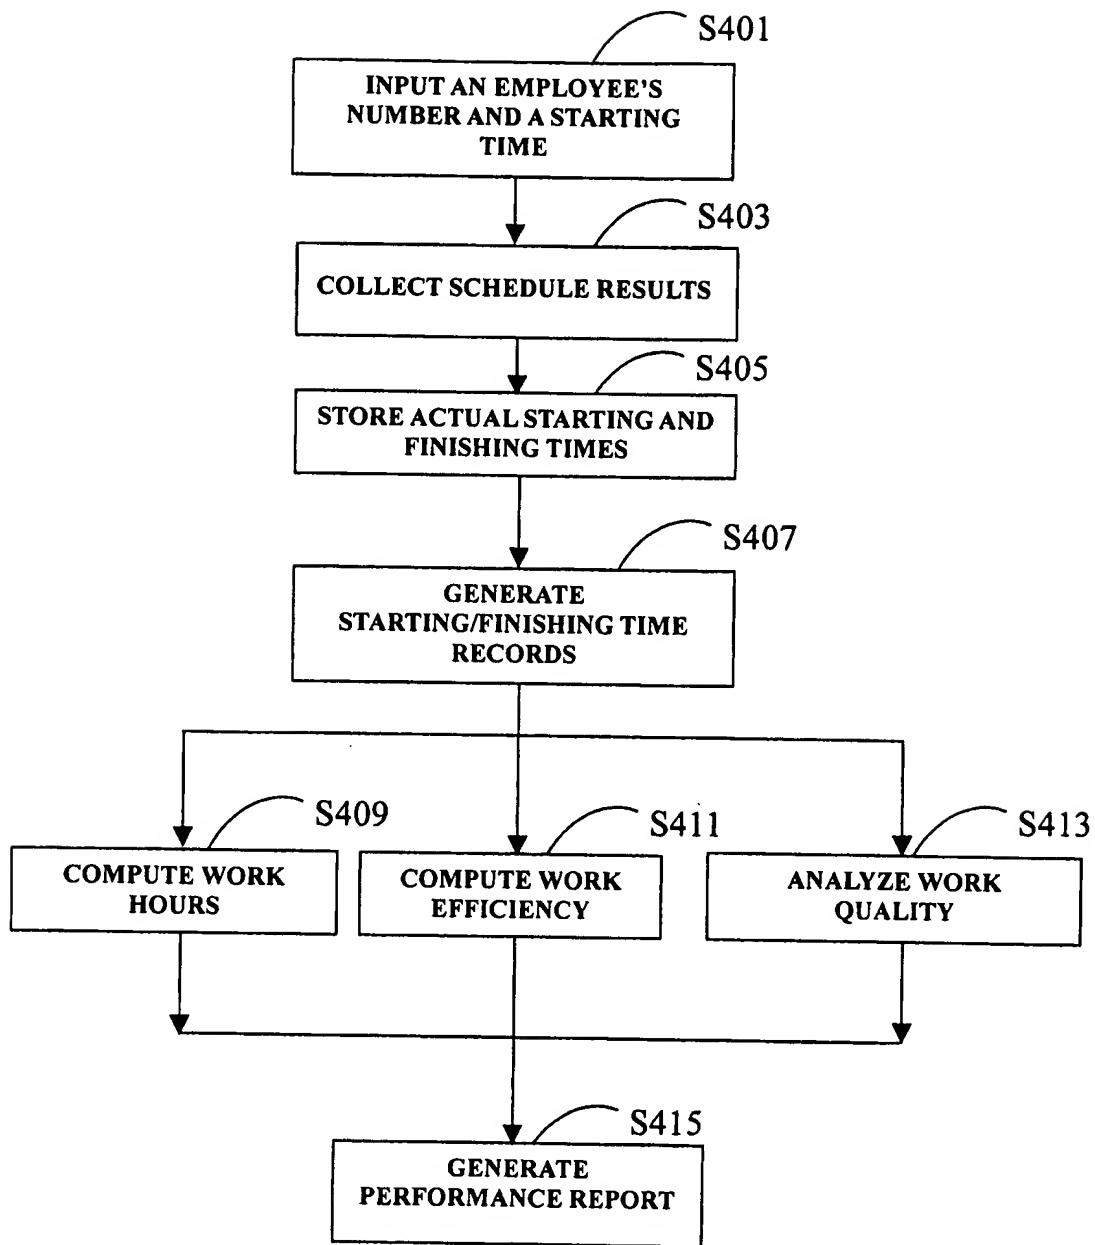 S401
INPUT AN EMPLOYEE'S
NUMBER AND A STARTING
TIME
S403
COLLECT SCHEDULE RESULTS
S405
STORE ACTUAL STARTING AND
FINISHING TIMES
S407
GENERATE
STARTING/FINISHING TIME
RECORDS
S409
COMPUTE WORK
HOURS
S411
COMPUTE WORK
EFFICIENCY
S413
ANALYZE WORK
QUALITY
S415
GENERATE
PERFORMANCE REPORT